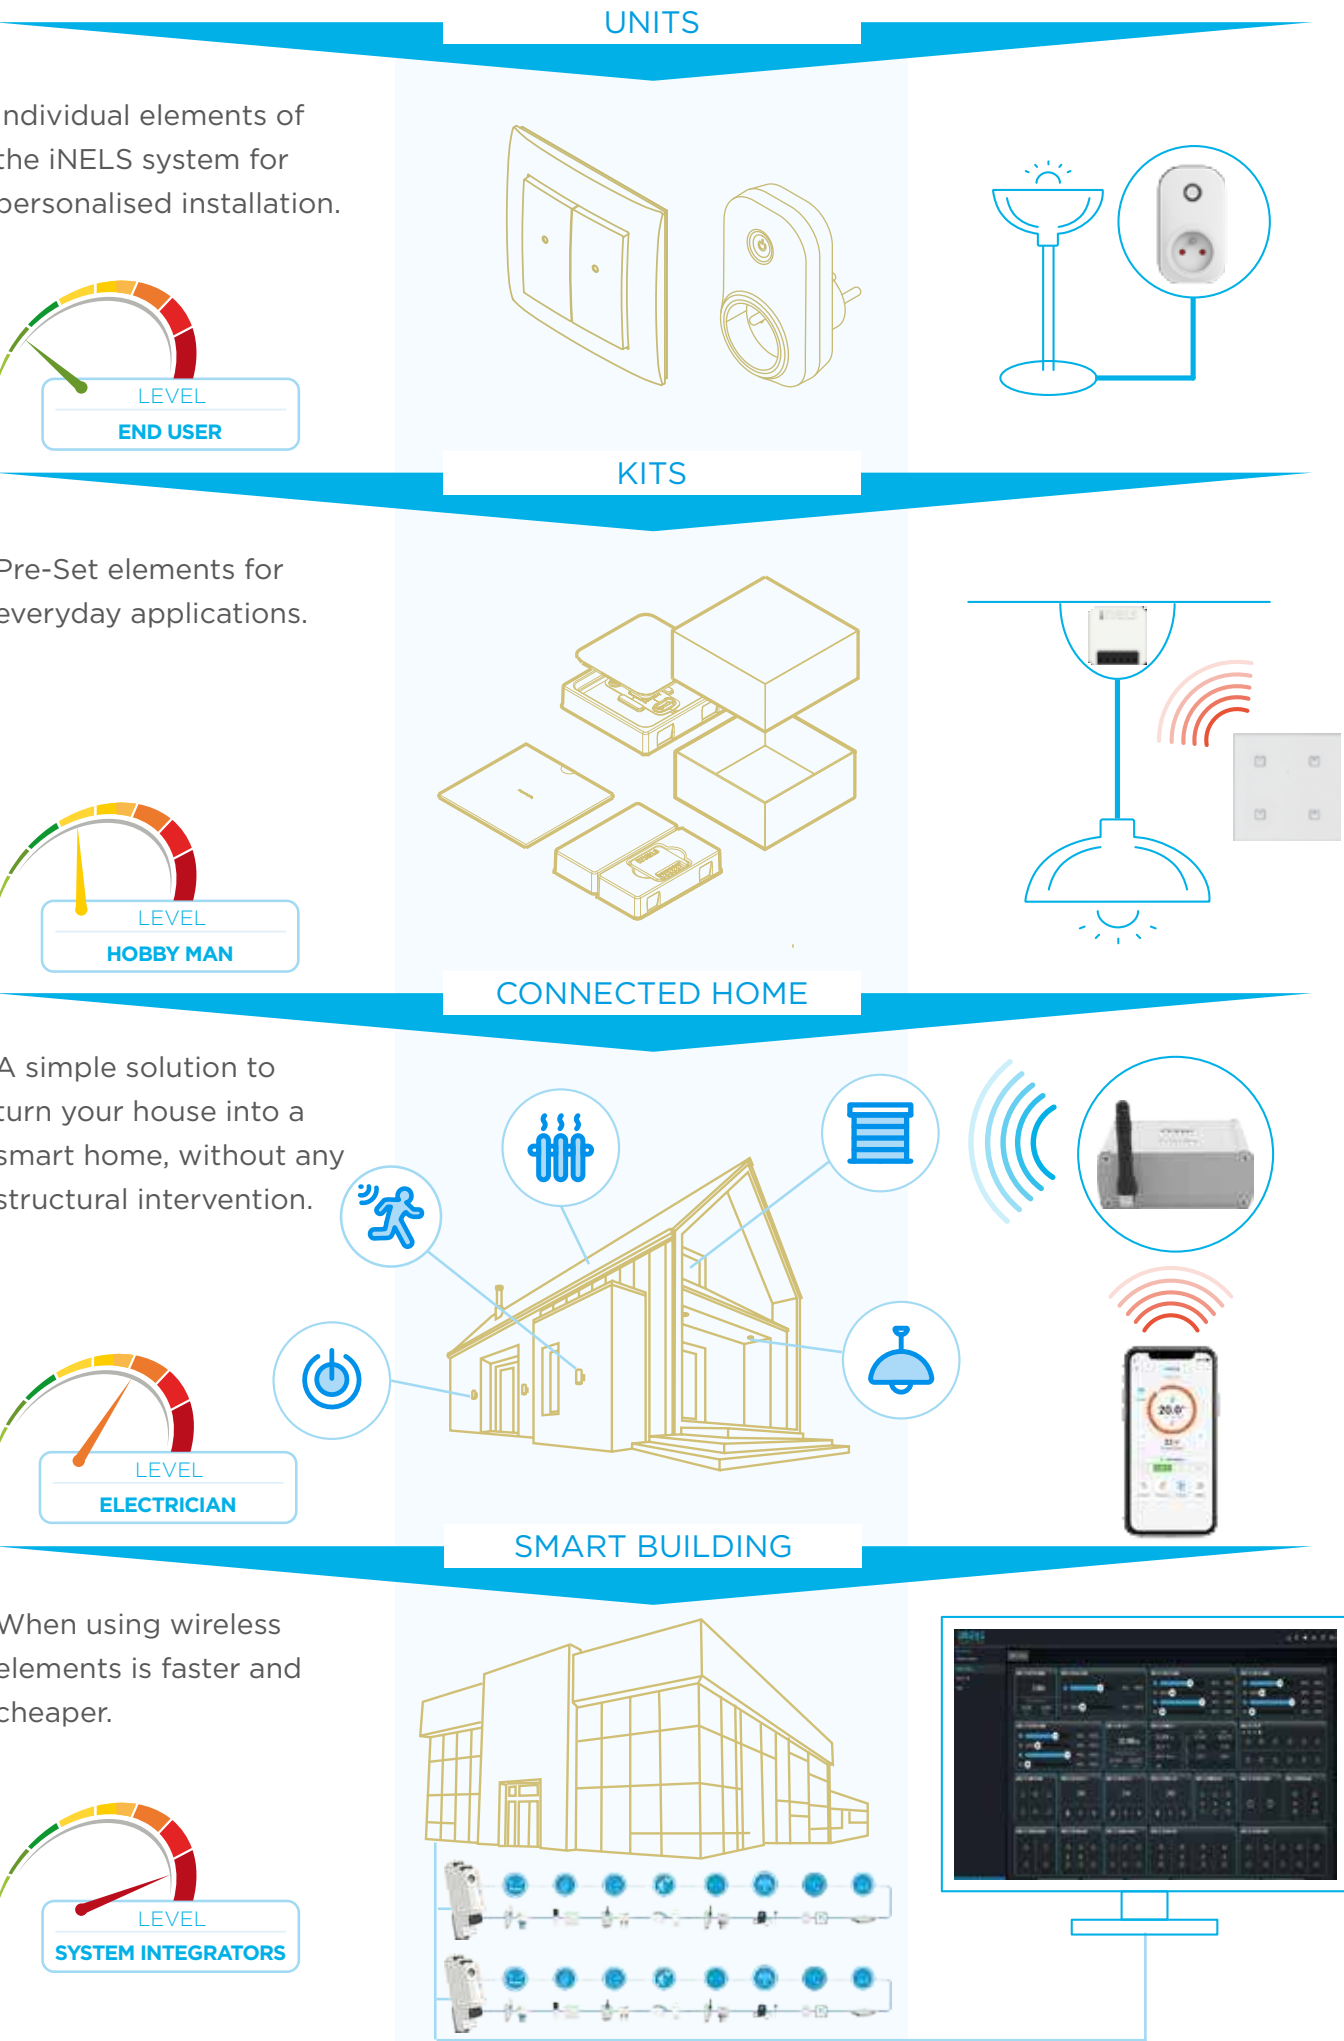 UNITS
ndividual elements of
the iNELS system for
personalised installation.
LEVEL
END USER
KITS
Pre-Set elements for
everyday applications.
LEVEL
HOBBY MAN
CONNECTED HOME
A simple solution to
turn your house into a
smart home, without any
structural intervention.
20.0°
LEVEL
ELECTRICIAN
SMART BUILDING
When using wireless
elements is faster and
cheaper.
LEVEL
SYSTEM INTEGRATORS